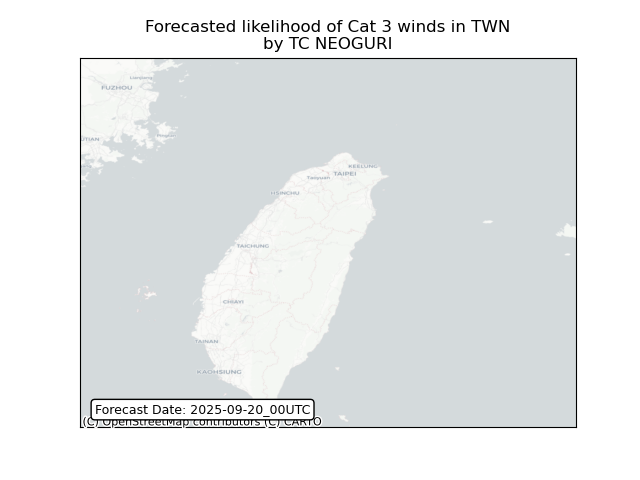 Forecasted likelihood of Cat 3 winds in TWN
by TC NEOGURI
FUZHOU
KEELUNG
TAIPEI
Taoyuan
HSINCHU
TAICHUNG
CHIAYI
TAINAN
KAOHSIUNG
Forecast Date: 2025-09-20_00UTC
(C) OpenStreetMap contributors (C) CARTO